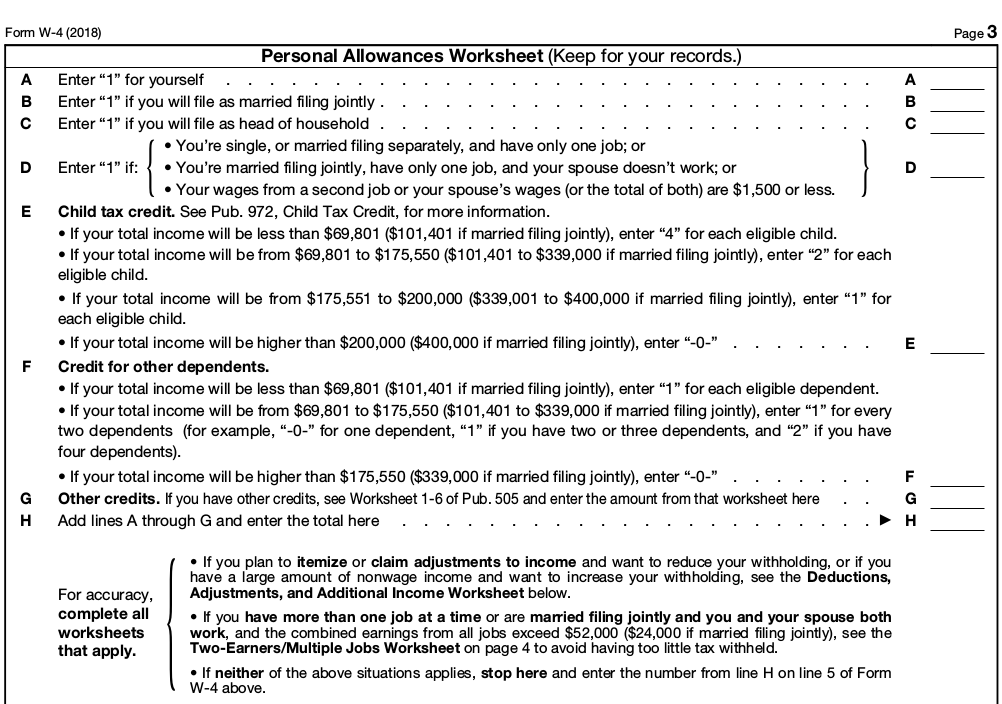 Form W-4 (2018) Page 3
Personal Allowances Worksheet (Keep for your records.)
A Enter “1” for yourself . . . . . . . . . . . . . . . . . . . . . . . . . A
B Enter “1” if you will file as married filing jointly . . . . . . . . . . . . . . . . . . . B
C Enter “1” if you will file as head of household . . . . . . . . . . . . . . . . . . . C
• You’re single, or married filing separately, and have only one job; or
D Enter “1” if: • You’re married filing jointly, have only one job, and your spouse doesn’t work; or D
• Your wages from a second job or your spouse’s wages (or the total of both) are $1,500 or less.
E Child tax credit. See Pub. 972, Child Tax Credit, for more information.
• If your total income will be less than $69,801 ($101,401 if married filing jointly), enter “4” for each eligible child.
• If your total income will be from $69,801 to $175,550 ($101,401 to $339,000 if married filing jointly), enter “2” for each
eligible child.
• If your total income will be from $175,551 to $200,000 ($339,001 to $400,000 if married filing jointly), enter “1” for
each eligible child.
• If your total income will be higher than $200,000 ($400,000 if married filing jointly), enter “-0-” . . . . . . . E
F Credit for other dependents.
• If your total income will be less than $69,801 ($101,401 if married filing jointly), enter “1” for each eligible dependent.
• If your total income will be from $69,801 to $175,550 ($101,401 to $339,000 if married filing jointly), enter “1” for every
two dependents (for example, “-0-” for one dependent, “1” if you have two or three dependents, and “2” if you have
four dependents).
• If your total income will be higher than $175,550 ($339,000 if married filing jointly), enter “-0-” . . . . . . . F
G Other credits. If you have other credits, see Worksheet 1-6 of Pub. 505 and enter the amount from that worksheet here . . G
H Add lines A through G and enter the total here . . . . . . . . . . . . . . . . . . ▶ H
• If you plan to itemize or claim adjustments to income and want to reduce your withholding, or if you
have a large amount of nonwage income and want to increase your withholding, see the Deductions,
Adjustments, and Additional Income Worksheet below.
For accuracy,
complete all
worksheets
that apply.
• If you have more than one job at a time or are married filing jointly and you and your spouse both
work, and the combined earnings from all jobs exceed $52,000 ($24,000 if married filing jointly), see the
Two-Earners/Multiple Jobs Worksheet on page 4 to avoid having too little tax withheld.
• If neither of the above situations applies, stop here and enter the number from line H on line 5 of Form
W-4 above.